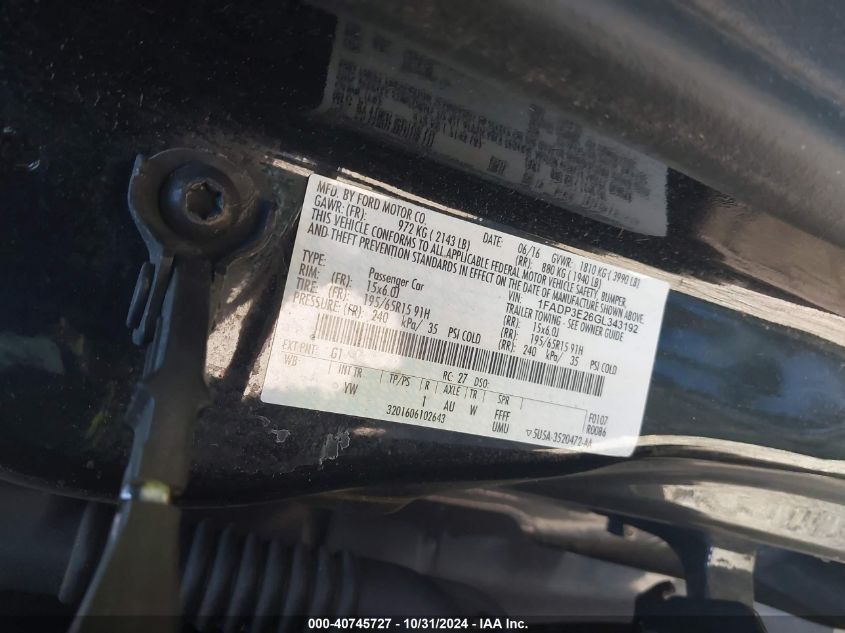 MFD. BY FORD MOTOR CO.
DATE: 06/16 GVWR: 1810 KG ( 3990 LB)
GAWR: (FR): 972 KG ( 2143 LB) (RR): 880 KG ( 1940 LB)
THIS VEHICLE CONFORMS TO ALL APPLICABLE FEDERAL MOTOR VEHICLE SAFETY, BUMPER,
AND THEFT PREVENTION STANDARDS IN EFFECT ON THE DATE OF MANUFACTURE SHOWN ABOVE.
VIN: 1FADP3E26GL343192
TYPE: Passenger Car TRAILER TOWING - SEE OWNER GUIDE
RIM: (FR): 15x6.0J (RR): 15x6.0J
TIRE: (FR): 195/65R15 91H (RR): 195/65R15 91H
PRESSURE: (FR): 240 kPa/ 35 PSI COLD (RR): 240 kPa/ 35 PSI COLD
EXT PNT: G1 RC: 27 DSO:
WB INT TR TP/PS R AXLE TR SPR F0107
VW 1 AU W FFFF R0086
3201606102643 UMU 5USA-3520472-AA
000-40745727 - 10/31/2024 - IAA Inc.